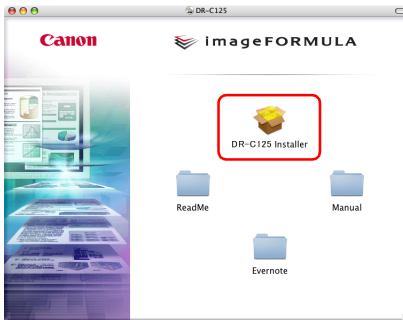 DR-C125
Canon
imageFORMULA
DR-C125 Installer
ReadMe
Manual
Evernote